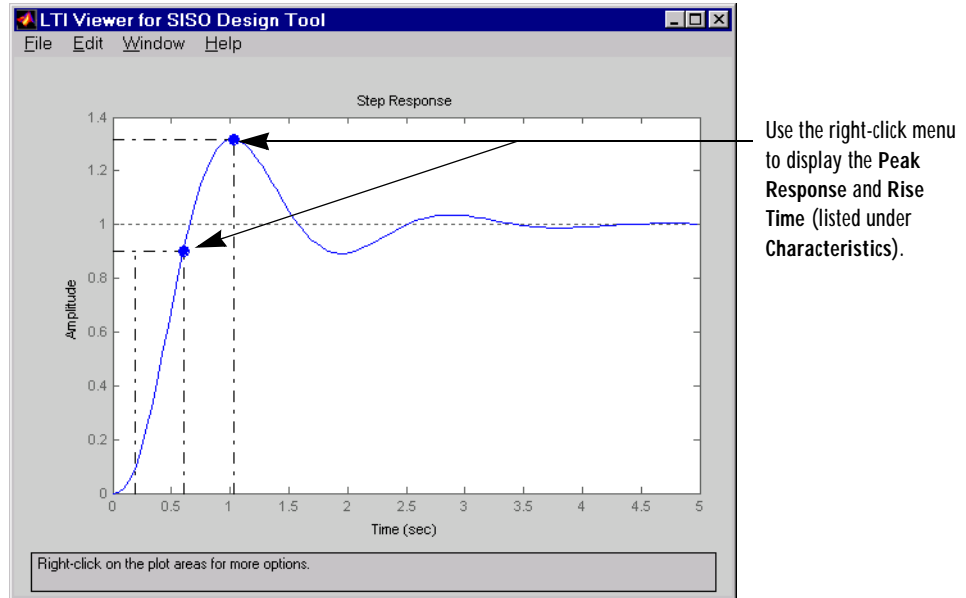 LTI Viewer for SISO Design Tool
File Edit Window Help
Step Response
1.4
1.2
1
0.8
0.6
0.4
0.2
0
Amplitude
0 0.5 1 1.5 2 2.5 3 3.5 4 4.5 5
Time (sec)
Right-click on the plot areas for more options.
Use the right-click menu
to display the Peak
Response and Rise
Time (listed under
Characteristics).